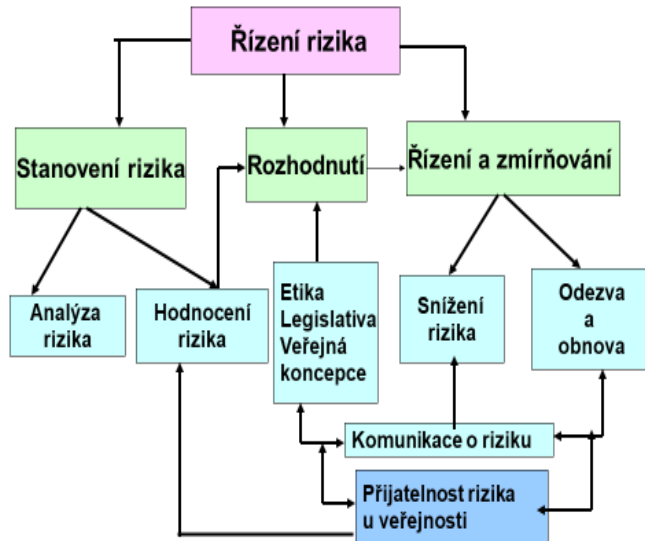 Řízení rizika
Stanovení rizika
Rozhodnutí
Řízení a zmírňování
Analýza
rizika
Hodnocení
rizika
Etika
Legislativa
Veřejná
koncepce
Snížení
rizika
Odezva
a
obnova
Komunikace o riziku
Přijatelnost rizika
u veřejnosti